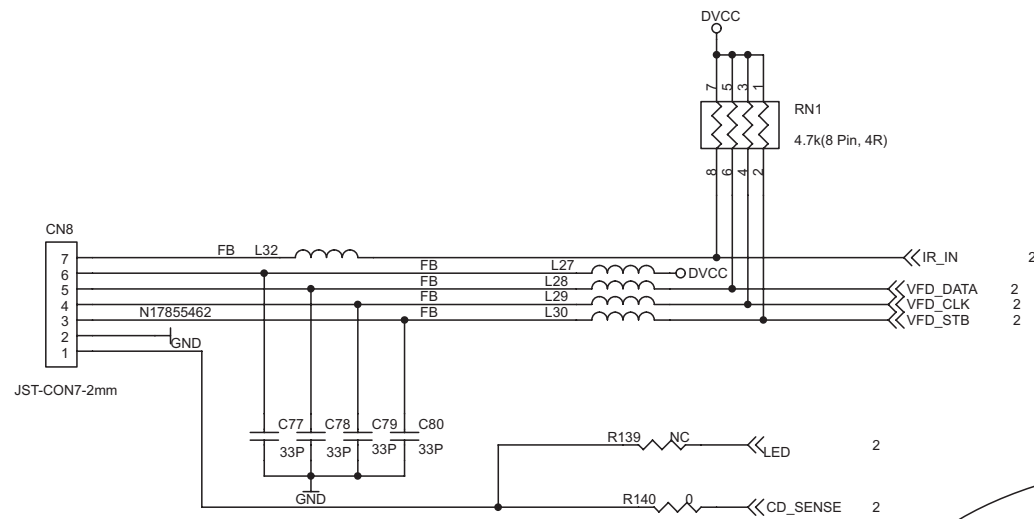 DVCC
7 5 3 1
RN1
4.7k(8 Pin, 4R)
8 6 4 2
CN8
7 FB L32 IR_IN 2
6 FB L27 DVCC
5 FB L28 VFD_DATA 2
4 FB L29 VFD_CLK 2
3 N17855462 FB L30 VFD_STB 2
2 GND
1
JST-CON7-2mm
C77 C78 C79 C80
33P 33P 33P 33P
R139 NC LED 2
GND
R140 0 CD_SENSE 2